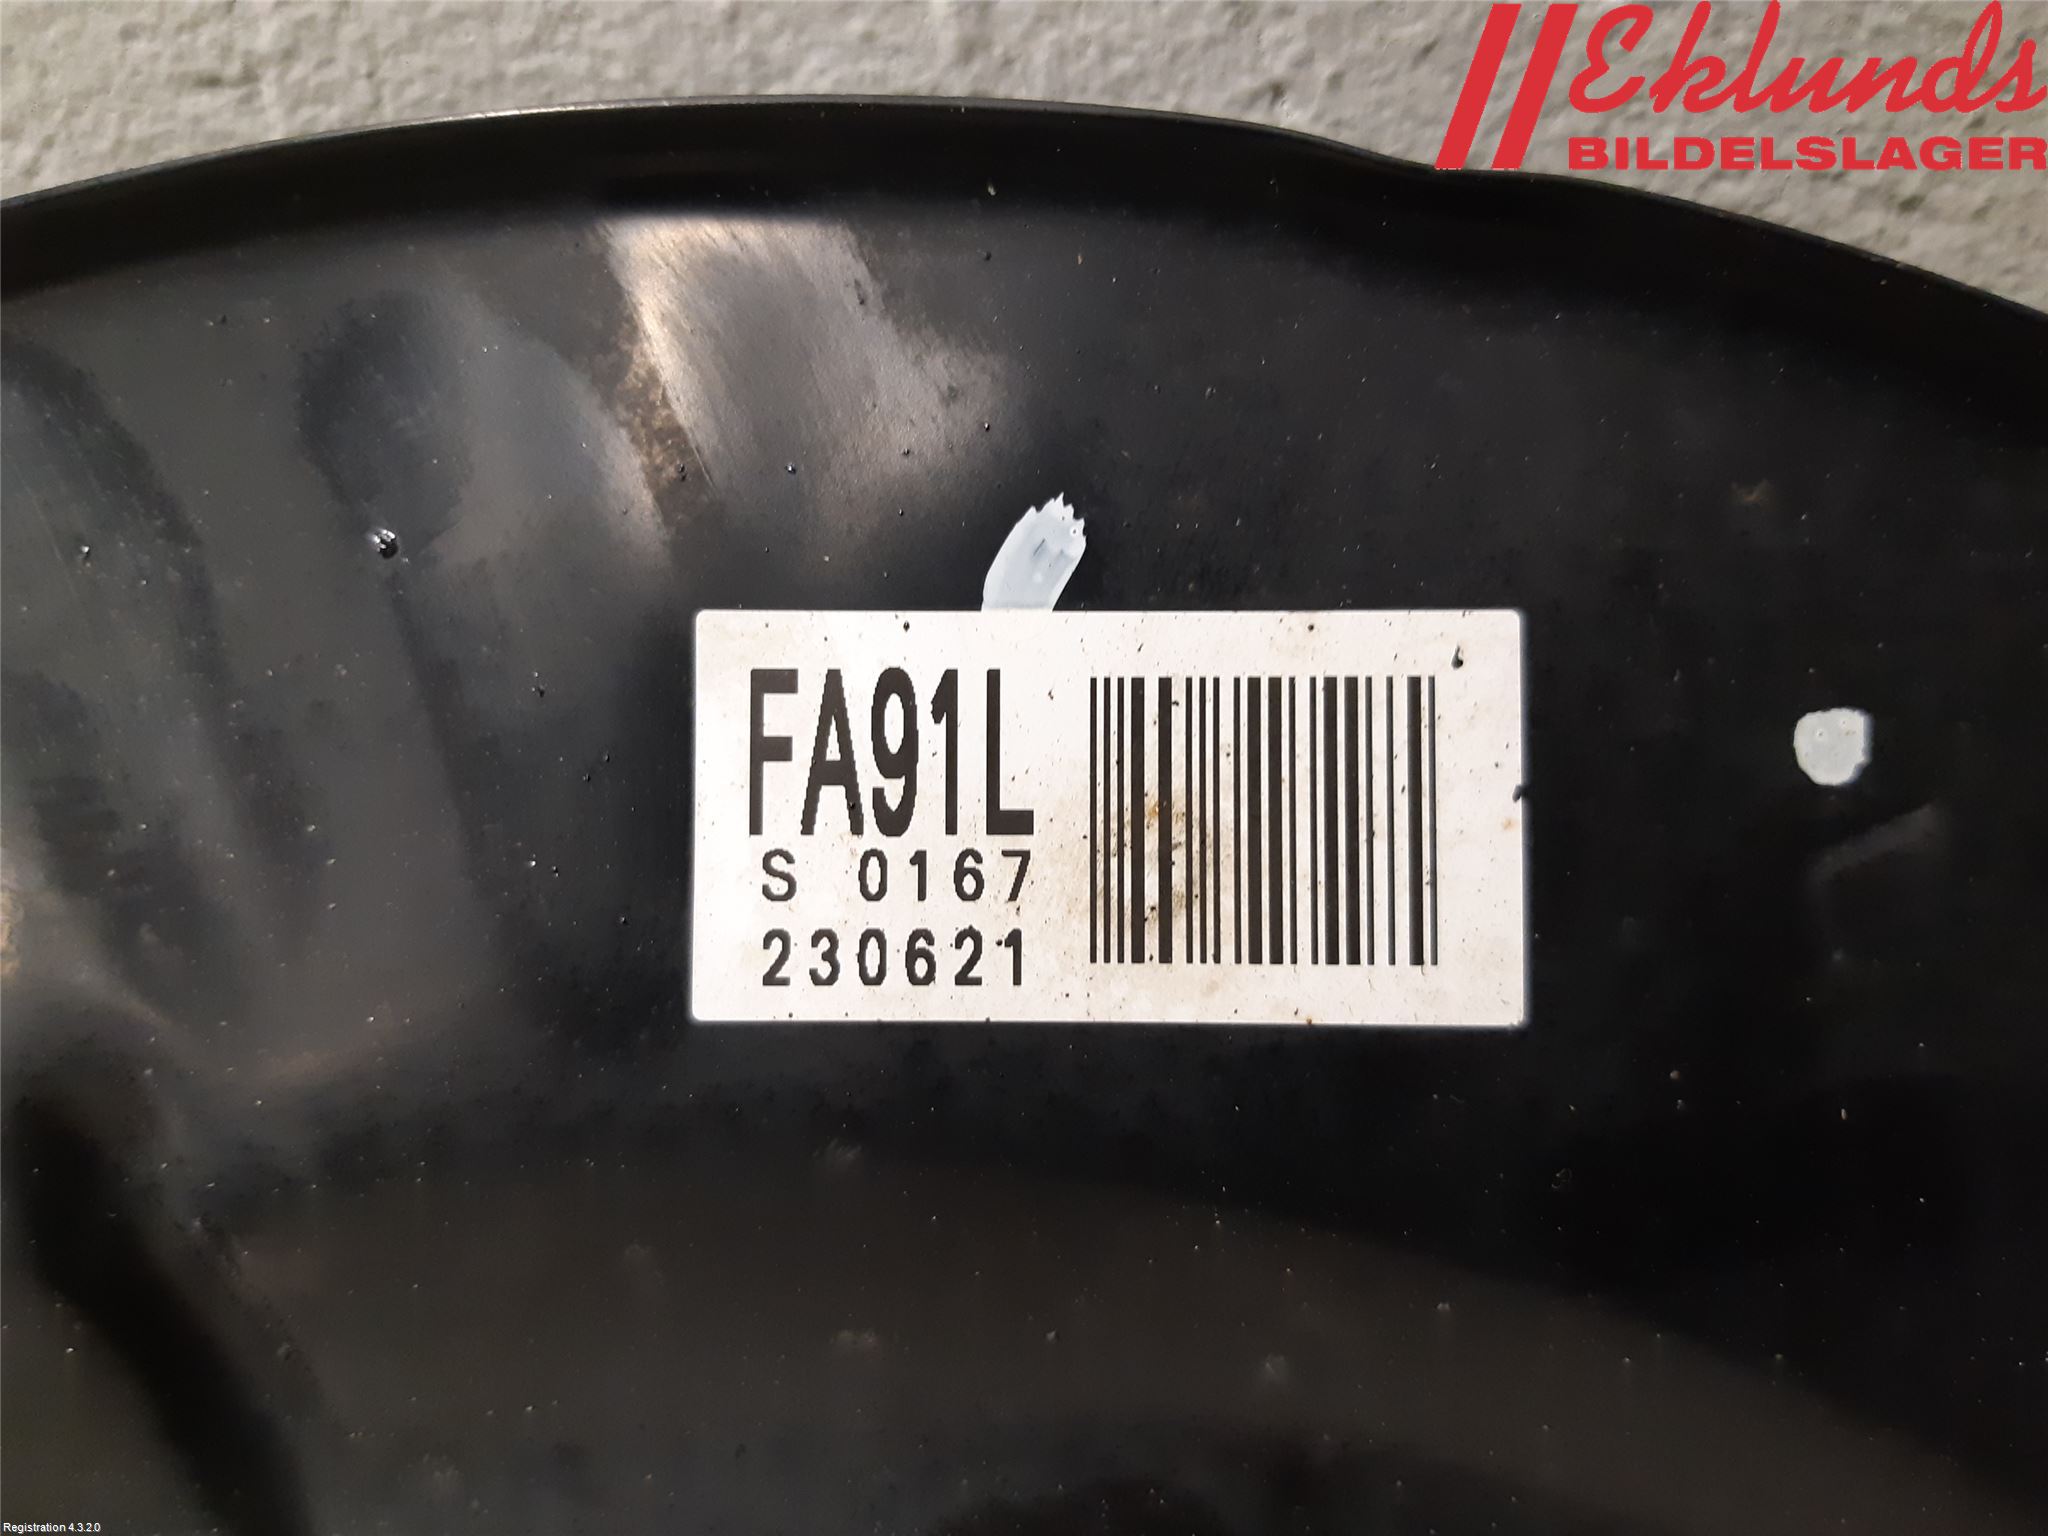 Eklunds
BILDELSLAGER
FA91L
S 0167
230621
Registration 4.3.2.0